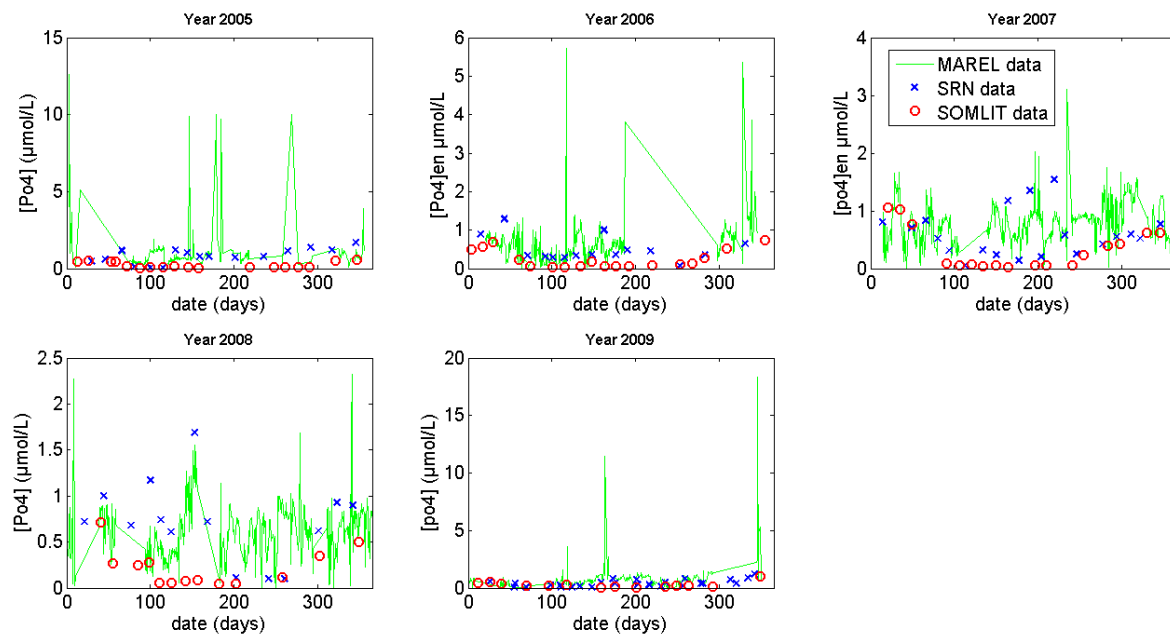 Year 2005
15
10
5
0
[Po4] (μmol/L)
0 100 200 300
date (days)
Year 2006
6
5
4
3
2
1
0
[Po4]en μmol/L
0 100 200 300
date (days)
Year 2007
4
3
2
1
0
[po4]en μmol/L
MAREL data
SRN data
SOMLIT data
0 100 200 300
date (days)
Year 2008
2.5
2
1.5
1
0.5
0
[Po4] (μmol/L)
0 100 200 300
date (days)
Year 2009
20
15
10
5
0
[po4] (μmol/L)
0 100 200 300
date (days)